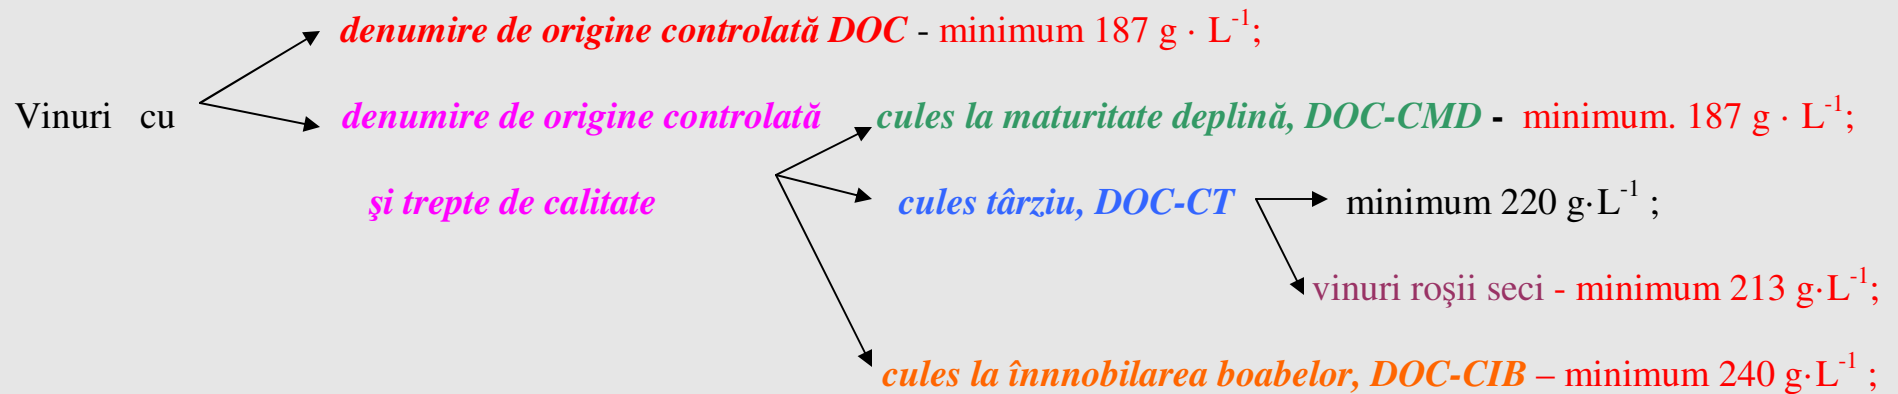 denumire de origine controlată DOC - minimum 187 g · L-1;
Vinuri cu denumire de origine controlată cules la maturitate deplină, DOC-CMD - minimum. 187 g · L-1;
şi trepte de calitate cules târziu, DOC-CT minimum 220 g·L-1 ;
vinuri roşii seci - minimum 213 g·L-1;
cules la înnnobilarea boabelor, DOC-CIB – minimum 240 g·L-1 ;